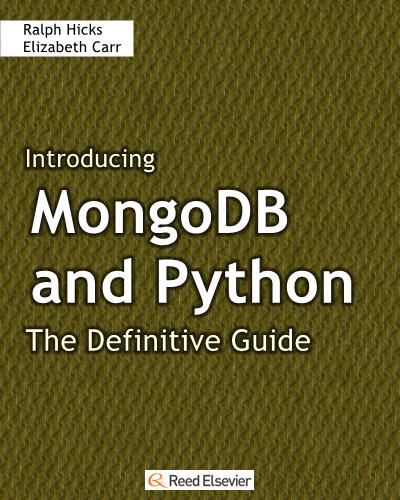 Ralph Hicks
Elizabeth Carr
Introducing
MongoDB
and Python
The Definitive Guide
Reed Elsevier